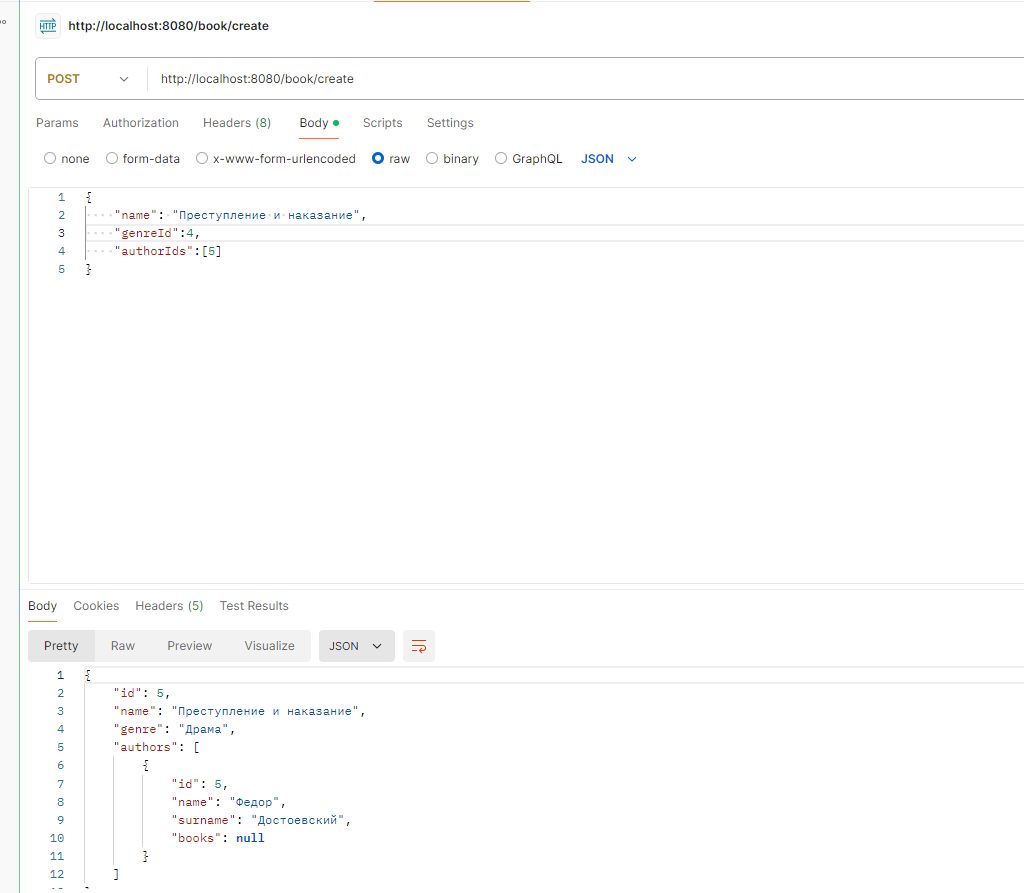 HTTP http://localhost:8080/book/create
POST http://localhost:8080/book/create
Params Authorization Headers (8) Body Scripts Settings
none form-data x-www-form-urlencoded raw binary GraphQL JSON
1 {
2 "name": "Преступление и наказание",
3 "genreId":4,
4 "authorIds":[5]
5 }
Body Cookies Headers (5) Test Results
Pretty Raw Preview Visualize JSON
1 {
2 "id": 5,
3 "name": "Преступление и наказание",
4 "genre": "Драма",
5 "authors": [
6 {
7 "id": 5,
8 "name": "Федор",
9 "surname": "Достоевский",
10 "books": null
11 }
12 ]